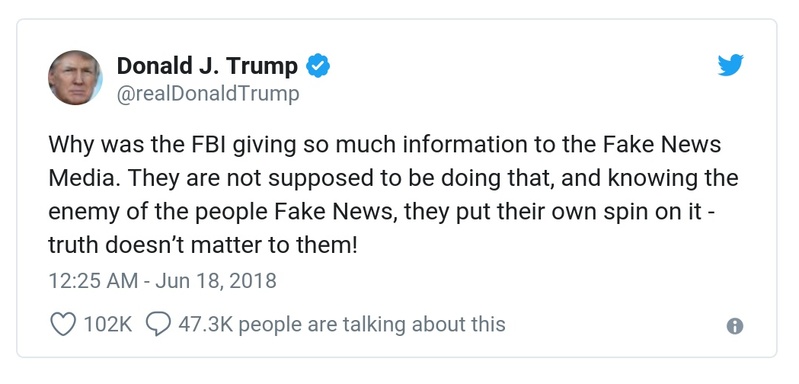 Donald J. Trump
@realDonaldTrump
Why was the FBI giving so much information to the Fake News
Media. They are not supposed to be doing that, and knowing the
enemy of the people Fake News, they put their own spin on it -
truth doesn’t matter to them!
12:25 AM - Jun 18, 2018
102K 47.3K people are talking about this